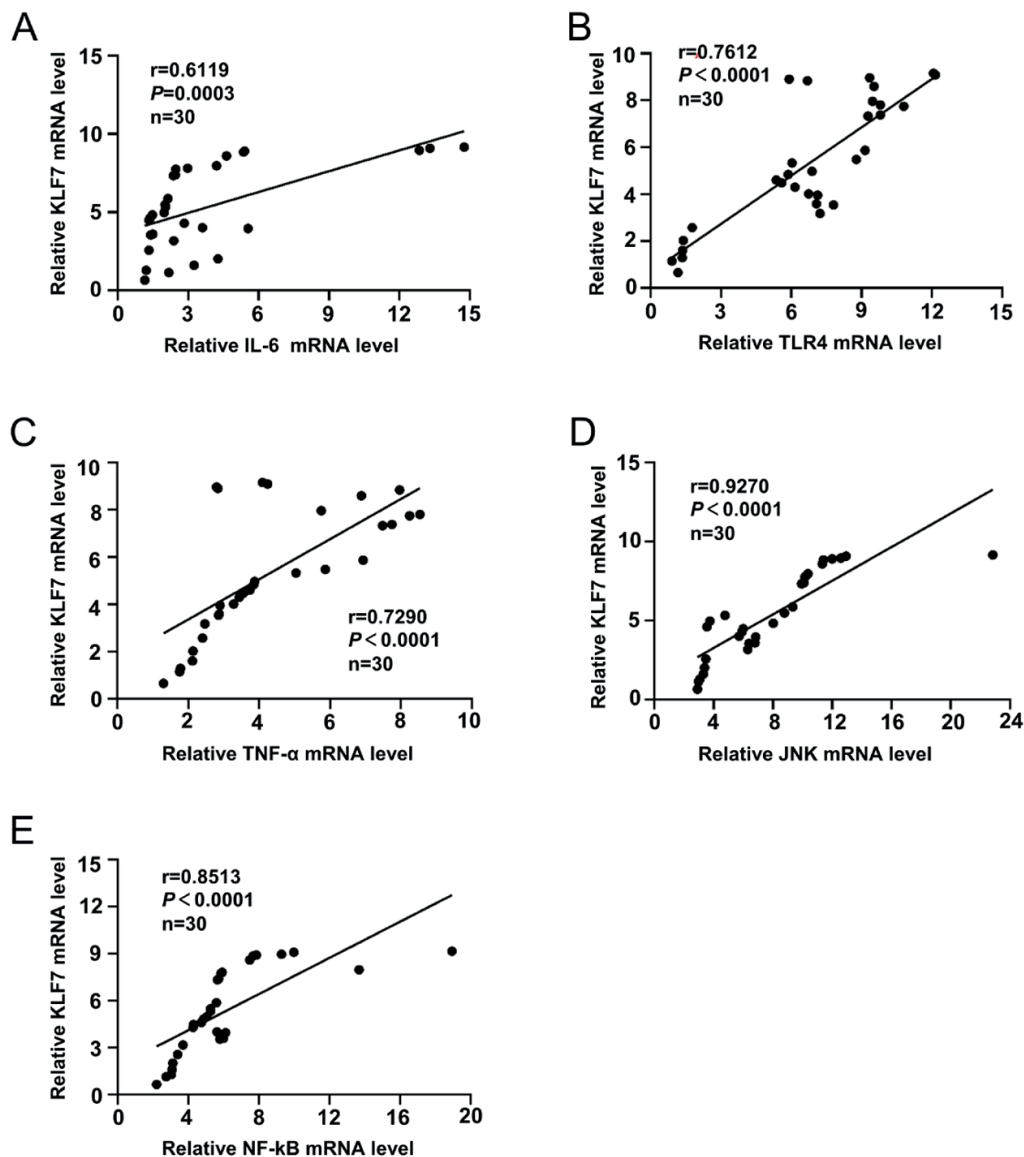 A
Relative KLF7 mRNA level
15
10
5
0
r=0.6119
P=0.0003
n=30
0 3 6 9 12 15
Relative IL-6 mRNA level
B
Relative KLF7 mRNA level
10
8
6
4
2
0
r=0.7612
P<0.0001
n=30
0 3 6 9 12 15
Relative TLR4 mRNA level
C
Relative KLF7 mRNA level
10
8
6
4
2
0
r=0.7290
P<0.0001
n=30
0 2 4 6 8 10
Relative TNF-α mRNA level
D
Relative KLF7 mRNA level
15
10
5
0
r=0.9270
P<0.0001
n=30
0 4 8 12 16 20 24
Relative JNK mRNA level
E
Relative KLF7 mRNA level
15
12
9
6
3
0
r=0.8513
P<0.0001
n=30
0 4 8 12 16 20
Relative NF-kB mRNA level